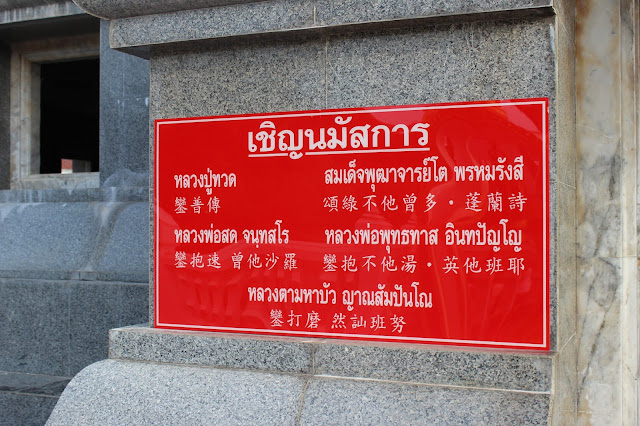 เชิญนมัสการ
หลวงปู่ทวด สมเด็จพุฒาจารย์โต พรหมรังสี
鑾普傳 頌綠不他曾多·蓬蘭詩
หลวงพ่อสด จนฺทสโร หลวงพ่อพุทธทาส อินทปัญโญ
鑾抱速 曾他沙羅 鑾抱不他湯·英他班耶
หลวงตามหาบัว ญาณสัมปันโณ
鑾打磨 然訕班努